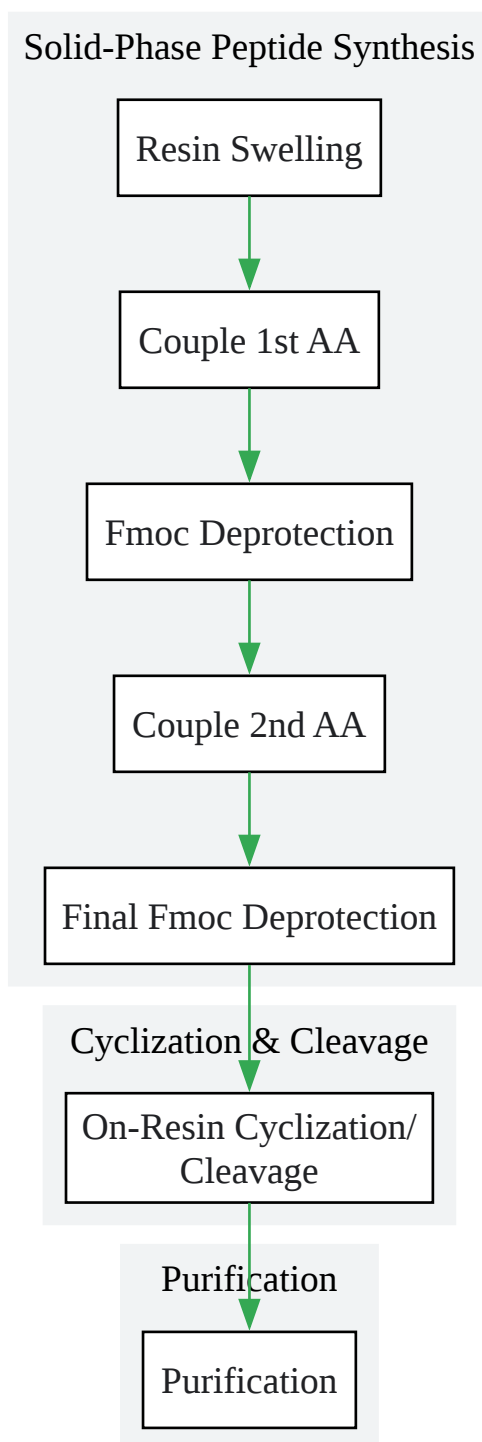 Solid-Phase Peptide Synthesis
Resin Swelling
Couple 1st AA
Fmoc Deprotection
Couple 2nd AA
Final Fmoc Deprotection
Cyclization & Cleavage
On-Resin Cyclization/
Cleavage
Purification
Purification